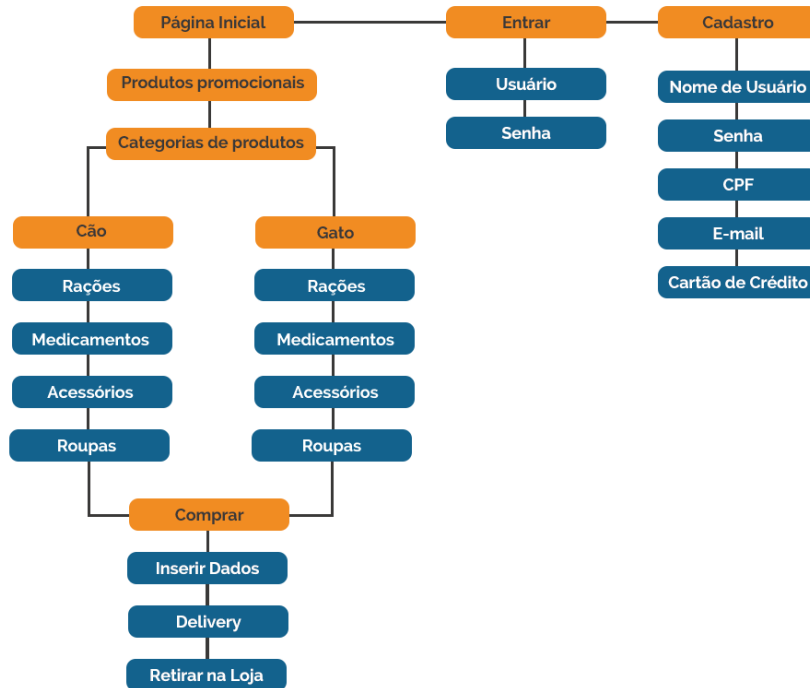 Página Inicial
Entrar
Cadastro
Produtos promocionais
Usuário
Nome de Usuário
Categorias de produtos
Senha
Senha
CPF
Cão
Gato
E-mail
Rações
Rações
Cartão de Crédito
Medicamentos
Medicamentos
Acessórios
Acessórios
Roupas
Roupas
Comprar
Inserir Dados
Delivery
Retirar na Loja